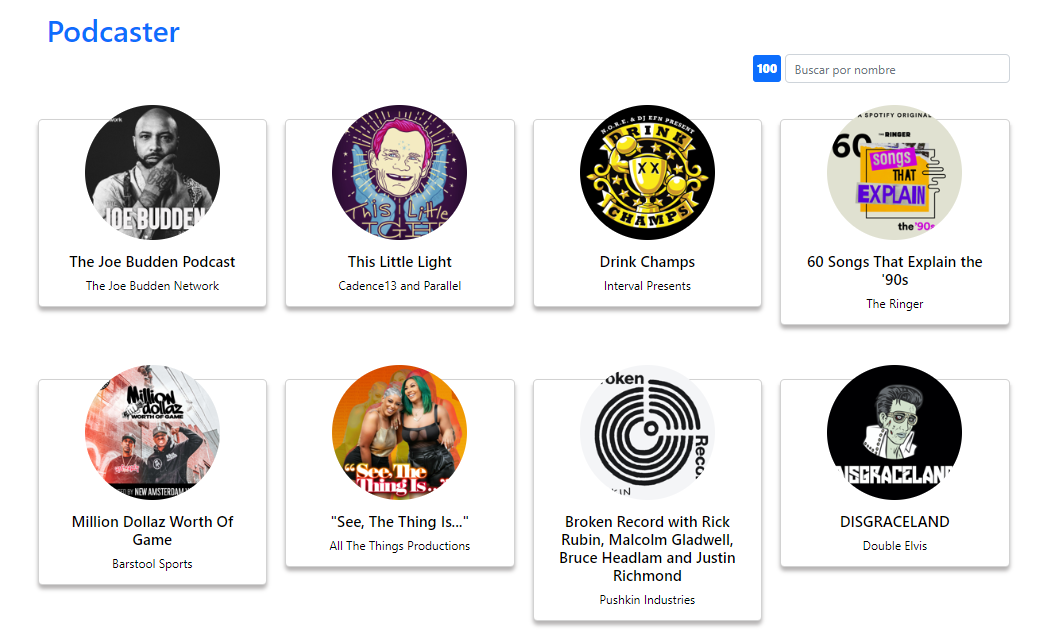 Podcaster
100 Buscar por nombre
JOE BUDDEN
The Joe Budden Podcast
The Joe Budden Network
This Little
This Little Light
Cadence13 and Parallel
N.O.R.E. & DJ EFN PRESENT
DRINK
CHAMPS
Drink Champs
Interval Presents
A SPOTIFY ORIGINAL
THE RINGER
60
songs
THAT
EXPLAIN
the '90s
60 Songs That Explain the
'90s
The Ringer
Million
dollaz
WORTH OF GAME
NEW AMSTERDAM
Million Dollaz Worth Of
Game
Barstool Sports
"See, The
Thing Is..."
"See, The Thing Is..."
All The Things Productions
Broken Record with Rick
Rubin, Malcolm Gladwell,
Bruce Headlam and Justin
Richmond
Pushkin Industries
DISGRACELAND
DISGRACELAND
Double Elvis